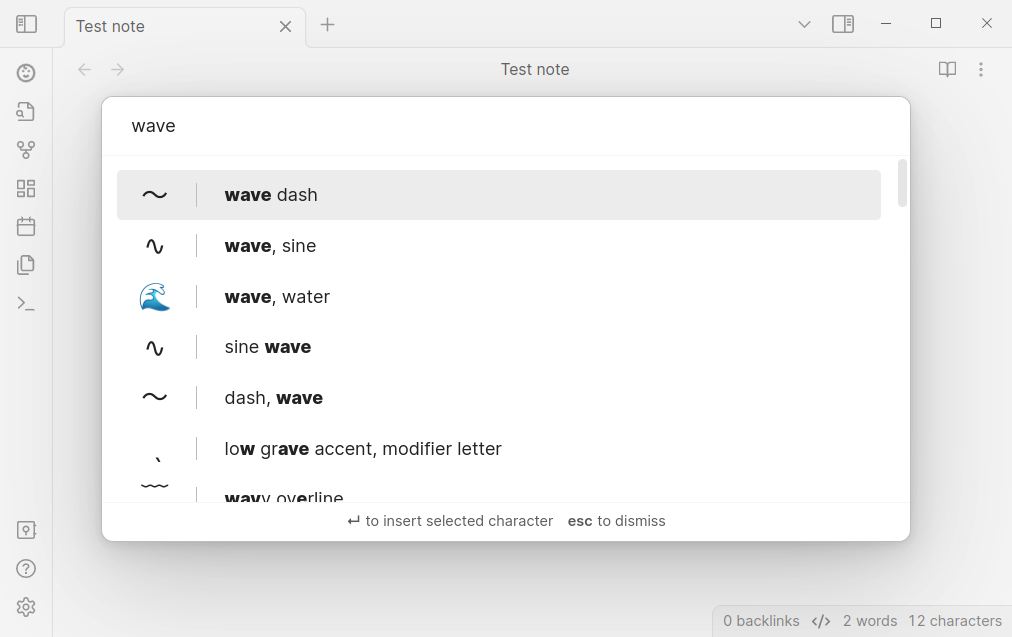 Test note
Test note
wave
〜 wave dash
∿ wave, sine
🌊 wave, water
∿ sine wave
〜 dash, wave
ˎ low grave accent, modifier letter
﹋ wavy overline
↵ to insert selected character esc to dismiss
0 backlinks </> 2 words 12 characters